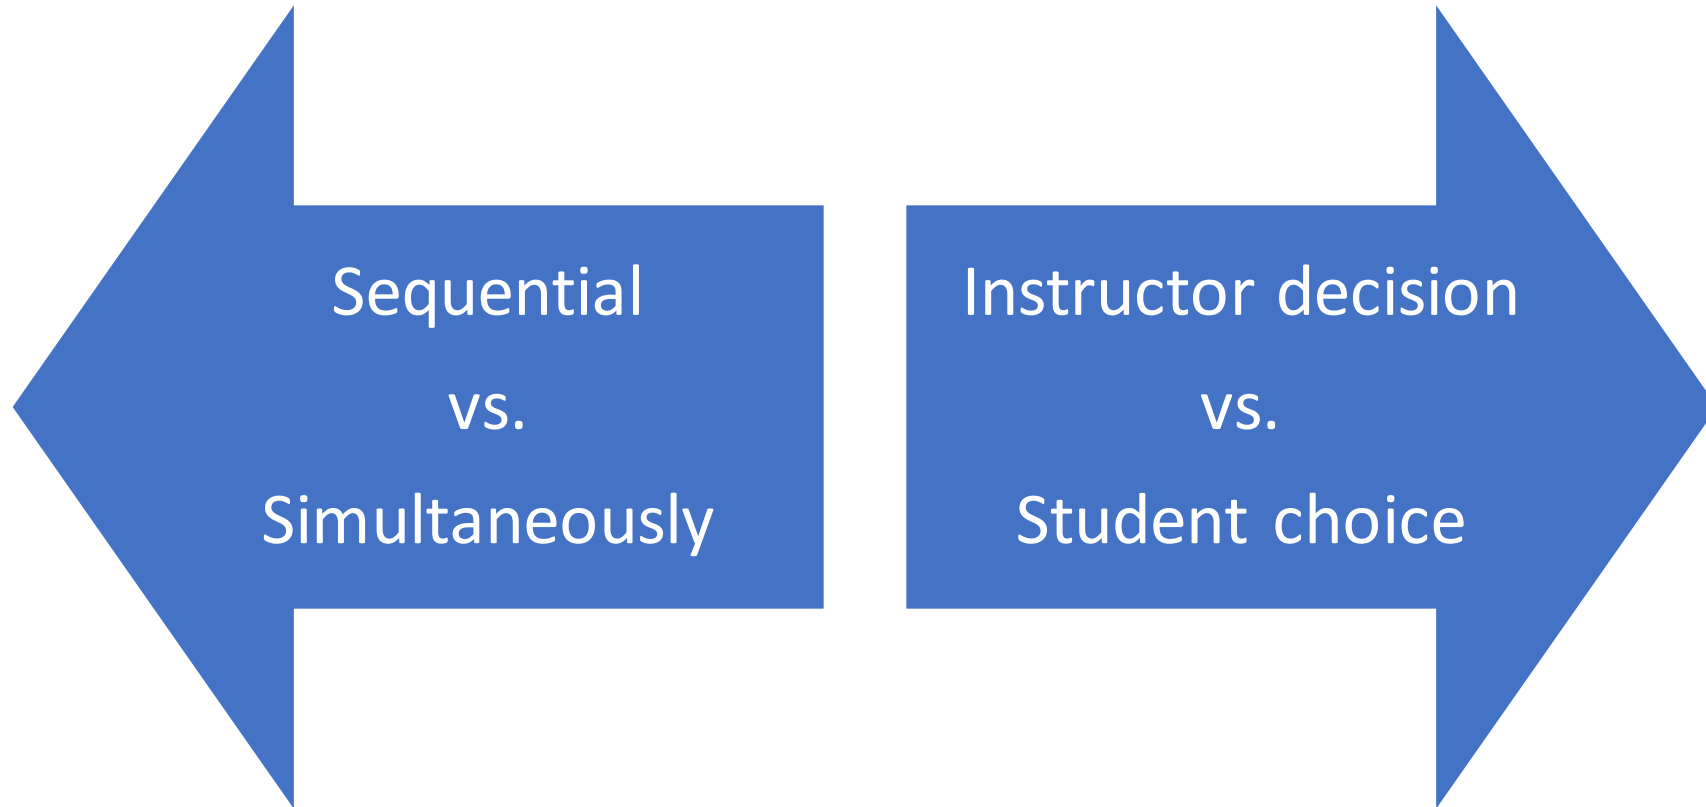 Sequential
vs.
Simultaneously
Instructor decision
vs.
Student choice